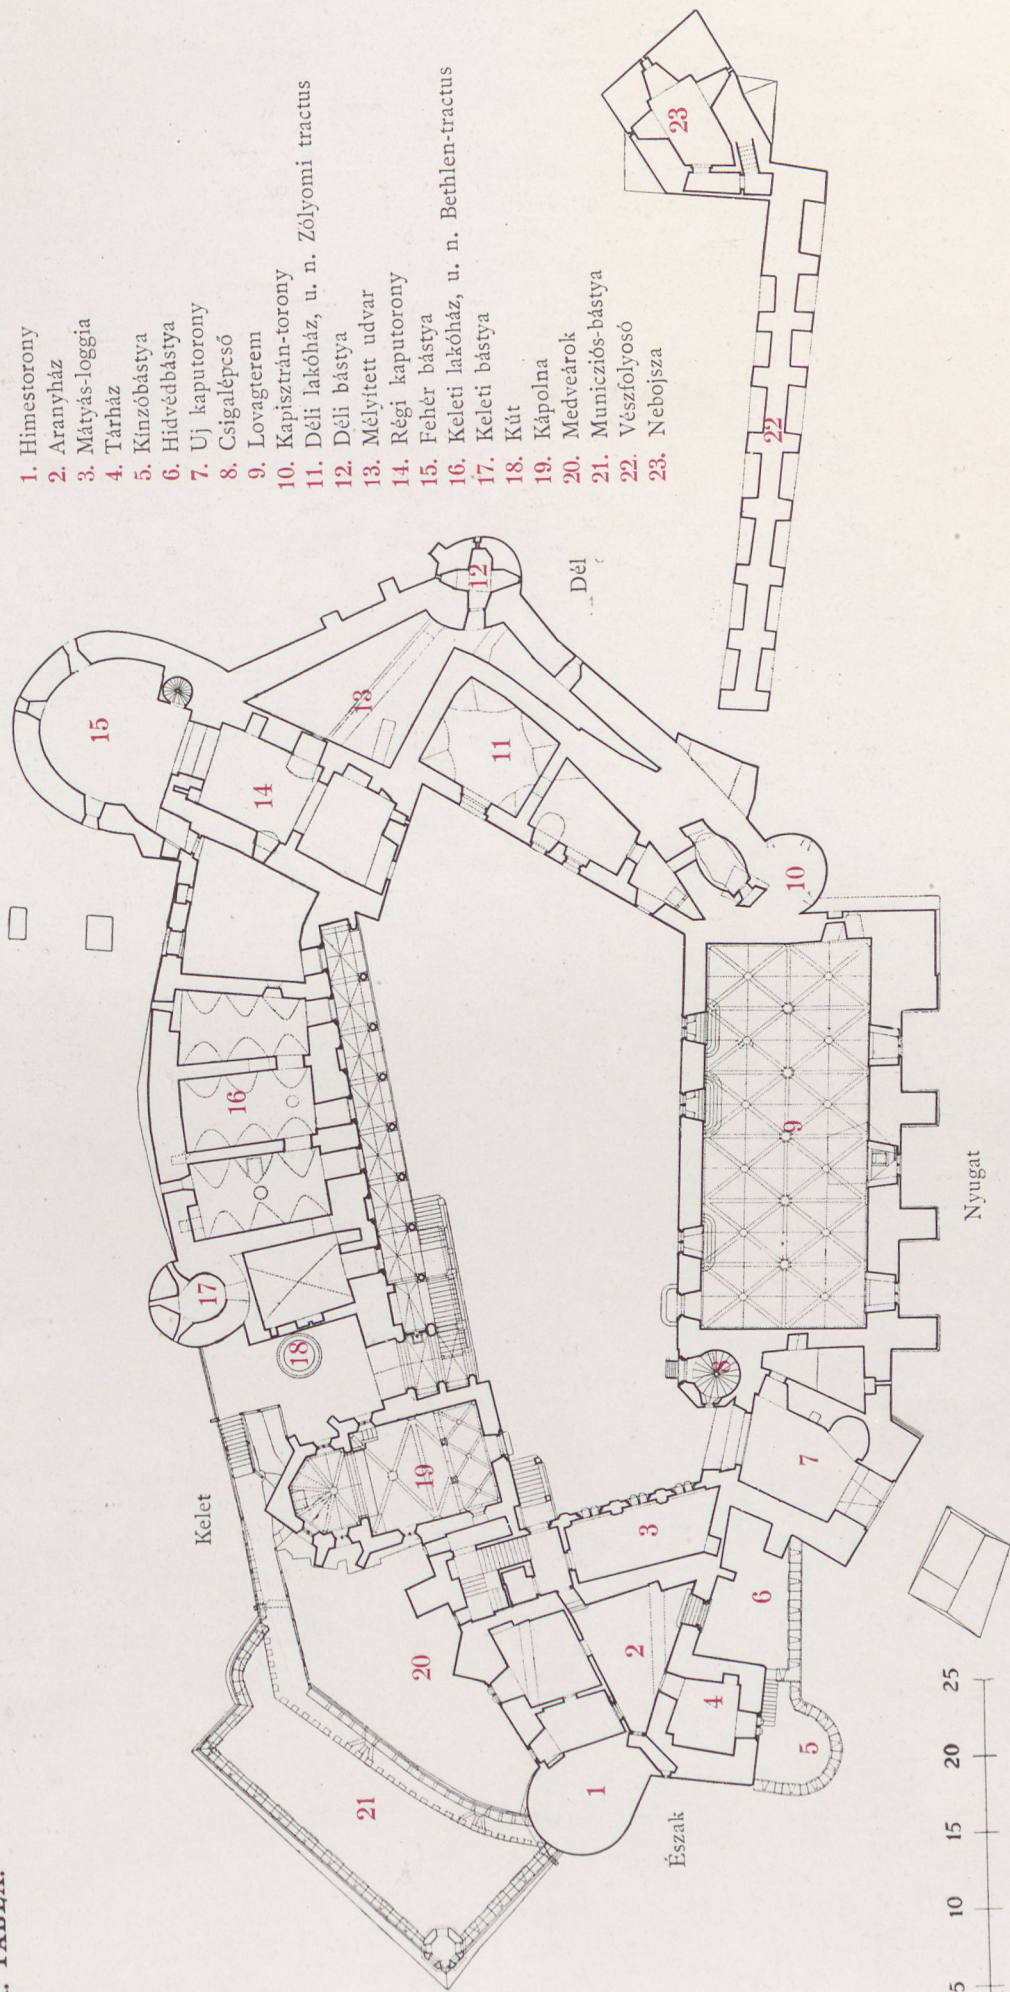 TÁBLA.
1. Himestorony
2. Aranyház
3. Mátyás-loggia
4. Tárház
5. Kinzóbástya
6. Hidvédbástya
7. Uj kaputorony
8. Csigalépcső
9. Lovagterem
10. Kapisztrán-torony
11. Déli lakóház, u. n. Zólyomi tractus
12. Déli bástya
13. Mélyített udvar
14. Régi kaputorony
15. Fehér bástya
16. Keleti lakóház, u. n. Bethlen-tractus
17. Keleti bástya
18. Kút
19. Kápolna
20. Medveárok
21. Municziós-bástya
22. Vészfolyosó
23. Nebojsza
Kelet
Dél
Észak
Nyugat
1
2
3
4
5
6
7
8
9
10
11
12
13
14
15
16
17
18
19
20
21
22
23
5 10 15 20 25